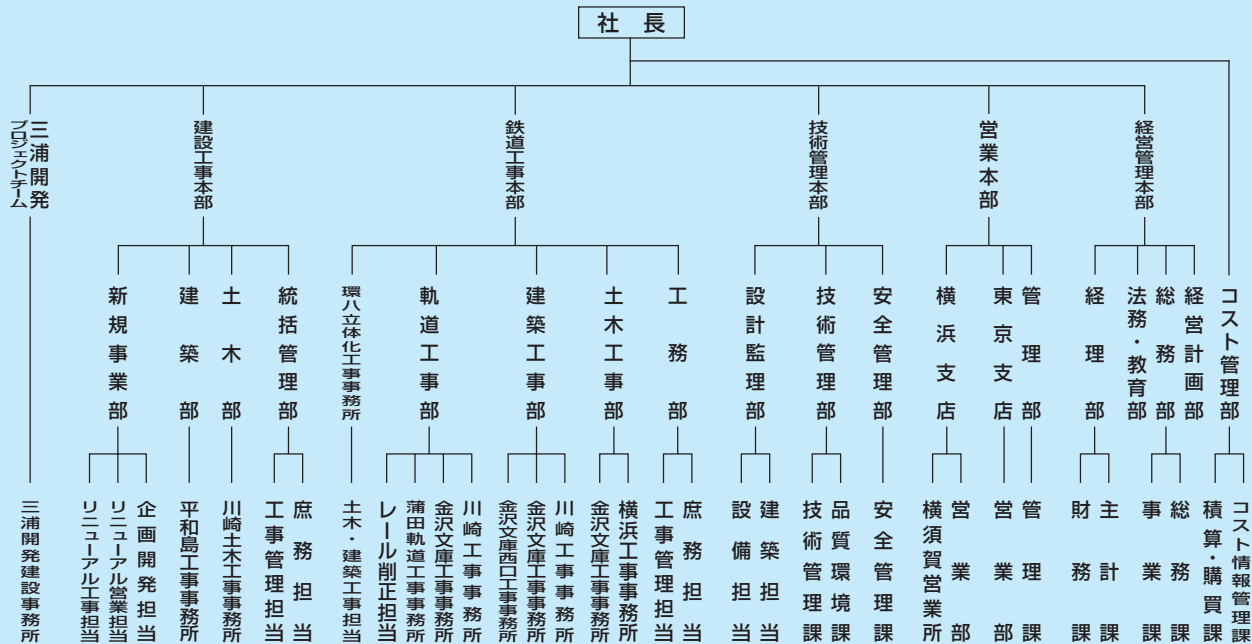 社長
三浦開発
プロジェクトチーム
建設工事本部
鉄道工事本部
技術管理本部
営業本部
経営管理本部
新規事業部
建築部
土木部
統括管理部
環八立体化工事事務所
軌道工事部
建築工事部
土木工事部
工務部
設計監理部
技術管理部
安全管理部
横浜支店
東京支店
管理部
経理部
法務・教育部
総務部
経営計画部
コスト管理部
三浦開発建設事務所
リニューアル工事担当
リニューアル営業担当
企画開発担当
平和島工事事務所
川崎土木工事事務所
工事管理担当
庶務担当
土木・建築工事担当
レール削正担当
蒲田軌道工事事務所
金沢文庫工事事務所
川崎工事事務所
金沢文庫西口工事事務所
金沢文庫工事事務所
川崎工事事務所
金沢文庫工事事務所
横浜工事事務所
工事管理担当
庶務担当
設備担当
建築担当
技術管理課
品質環境課
安全管理課
横須賀営業所
営業部
営業部
管理課
財務課
主計課
事業課
総務課
積算・購買課
コスト情報管理課